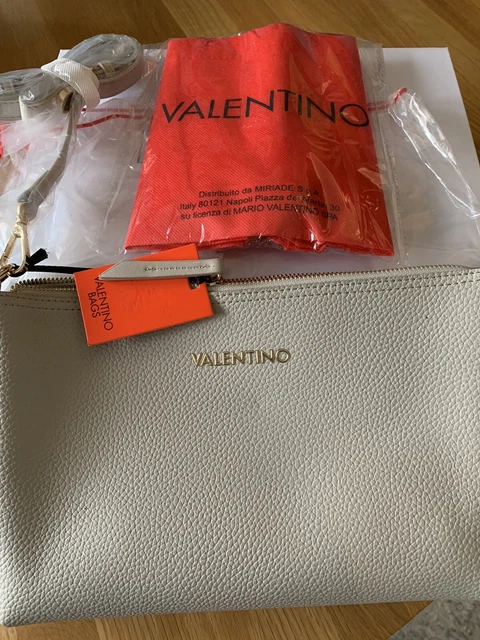 VALENTINO
Distribuito da MIRIADE S.p.A
Italy 80121 Napoli Piazza dei Martiri, 30
su licenza di MARIO VALENTINO SPA
VALENTINO
BAGS
VALENTINO